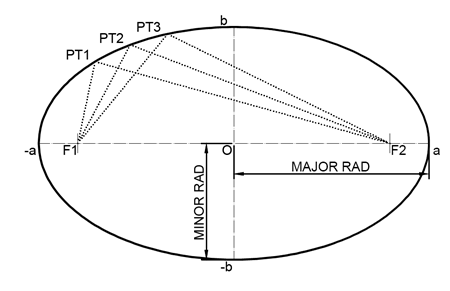 b
PT3
PT2
PT1
-a
F1
O
F2
a
MAJOR RAD
MINOR RAD
-b